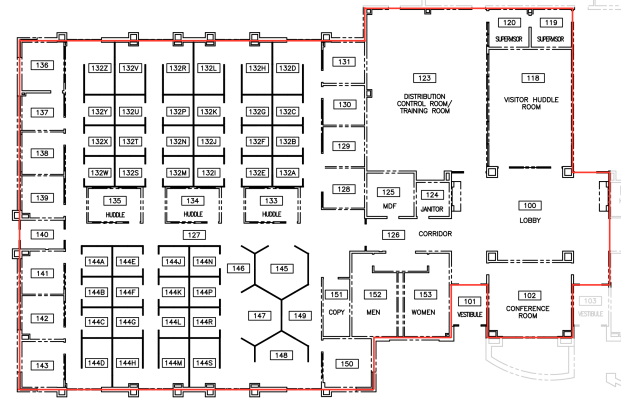 120 119
SUPERVISOR SUPERVISOR
136 132Z 132V 132R 132L 132H 132D 131
123 118
DISTRIBUTION
CONTROL ROOM/
TRAINING ROOM
VISITOR HUDDLE
ROOM
137 132Y 132U 132P 132K 132G 132C 130
138 132X 132T 132N 132J 132F 132B 129
132W 132S 132M 132I 132E 132A
139 135 134 133 128
HUDDLE HUDDLE HUDDLE
125 124
MDF JANITOR
100
LOBBY
140 127 126 CORRIDOR
141 144A 144E 144J 144N 146 145
144B 144F 144K 144P
151 152 153
COPY MEN WOMEN
101 102 103
VESTIBULE CONFERENCE
ROOM
VESTIBULE
142 144C 144G 144L 144R 147 149
143 144D 144H 144M 144S 148 150